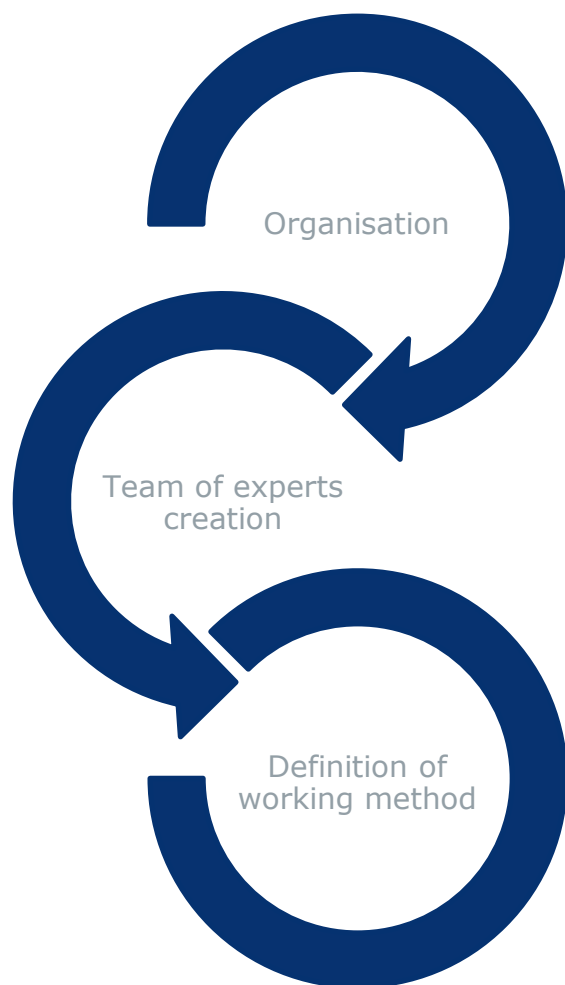 Organisation
Team of experts
creation
Definition of
working method